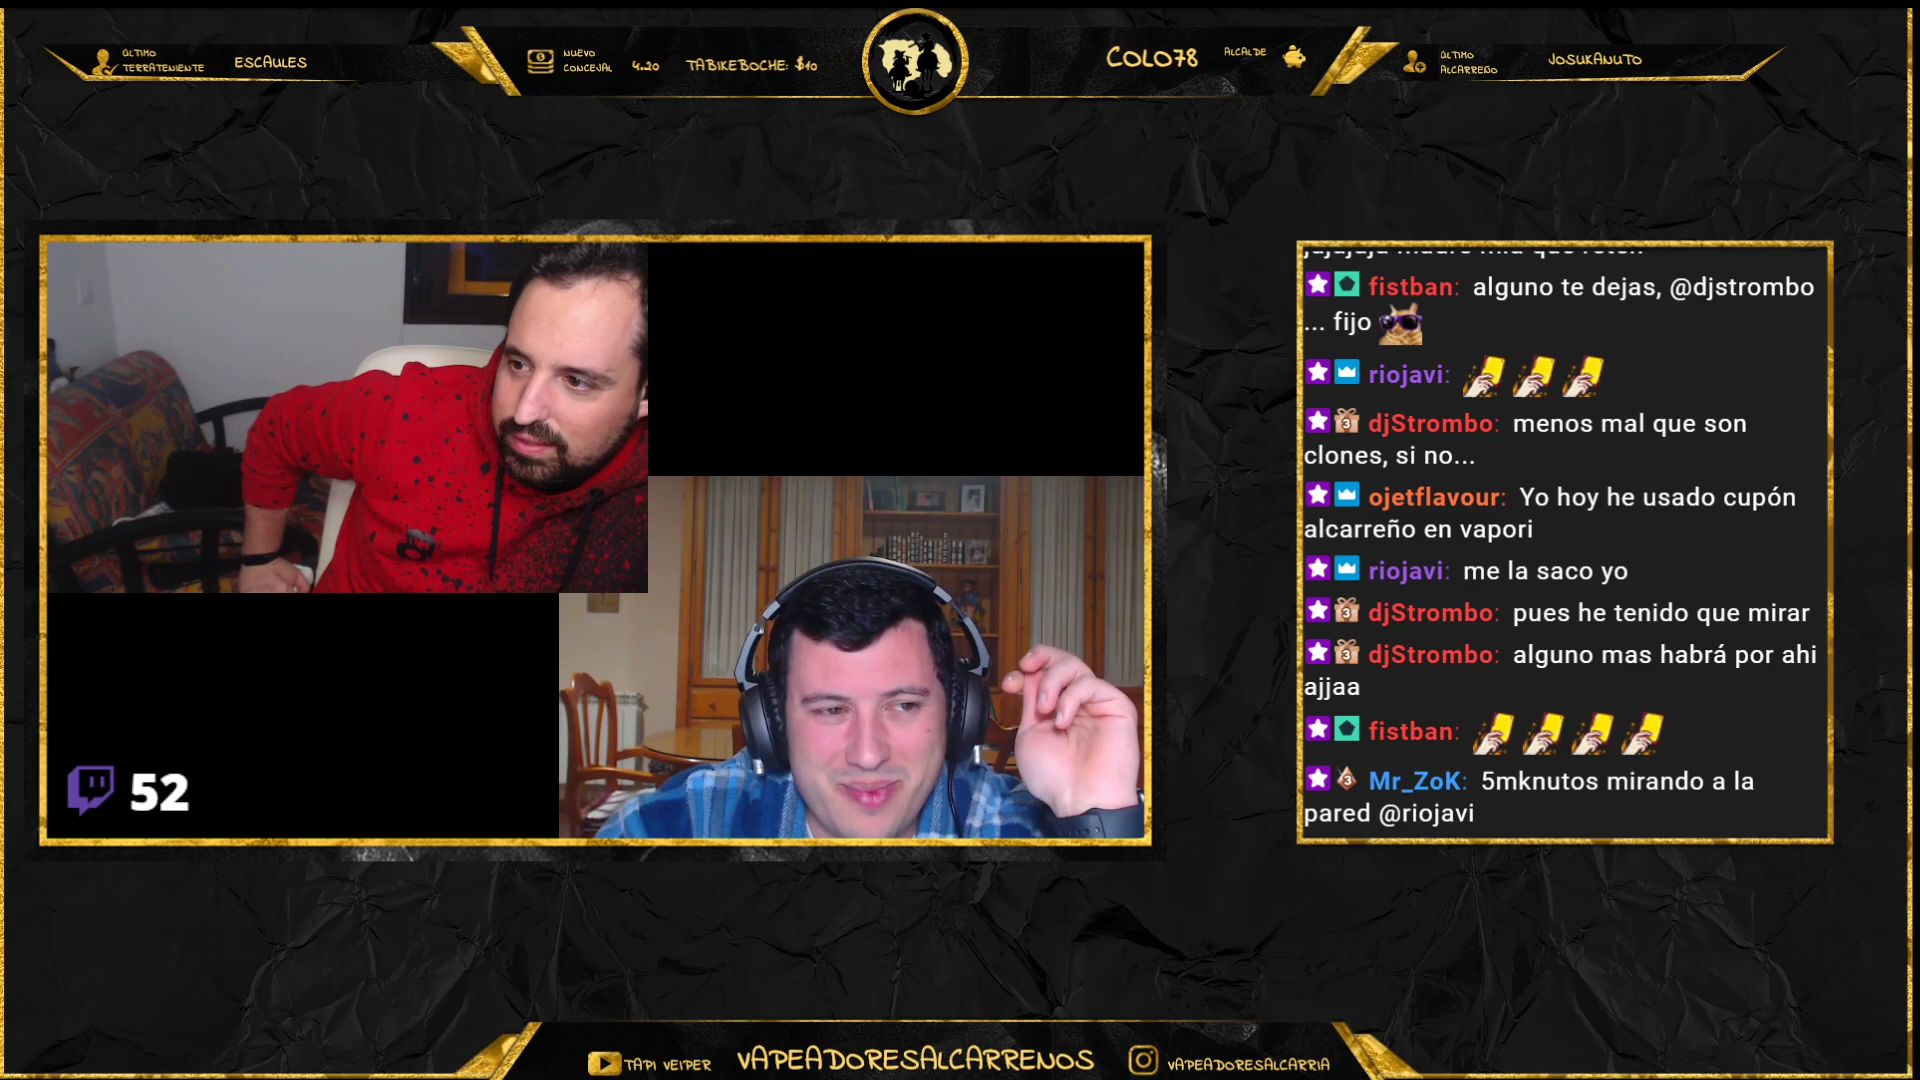 ÚLTIMO
TERRATENIENTE
ESCAULES
NUEVO
CONCEJAL
4.20
TABIKEBOCHE: $10
COLO78
ALCALDE
ÚLTIMO
ALCARREÑO
JOSUKANUTO
fistban: alguno te dejas, @djstrombo
... fijo
riojavi:
djStrombo: menos mal que son
clones, si no...
ojetflavour: Yo hoy he usado cupón
alcarreño en vapori
riojavi: me la saco yo
djStrombo: pues he tenido que mirar
djStrombo: alguno mas habrá por ahi
ajjaa
fistban:
Mr_ZoK: 5mknutos mirando a la
pared @riojavi
52
TAPI VEIPER
VAPEADORESALCARRENOS
VAPEADORESALCARRIA